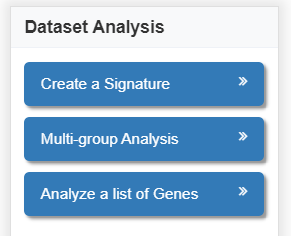 Dataset Analysis
Create a Signature »
Multi-group Analysis »
Analyze a list of Genes »